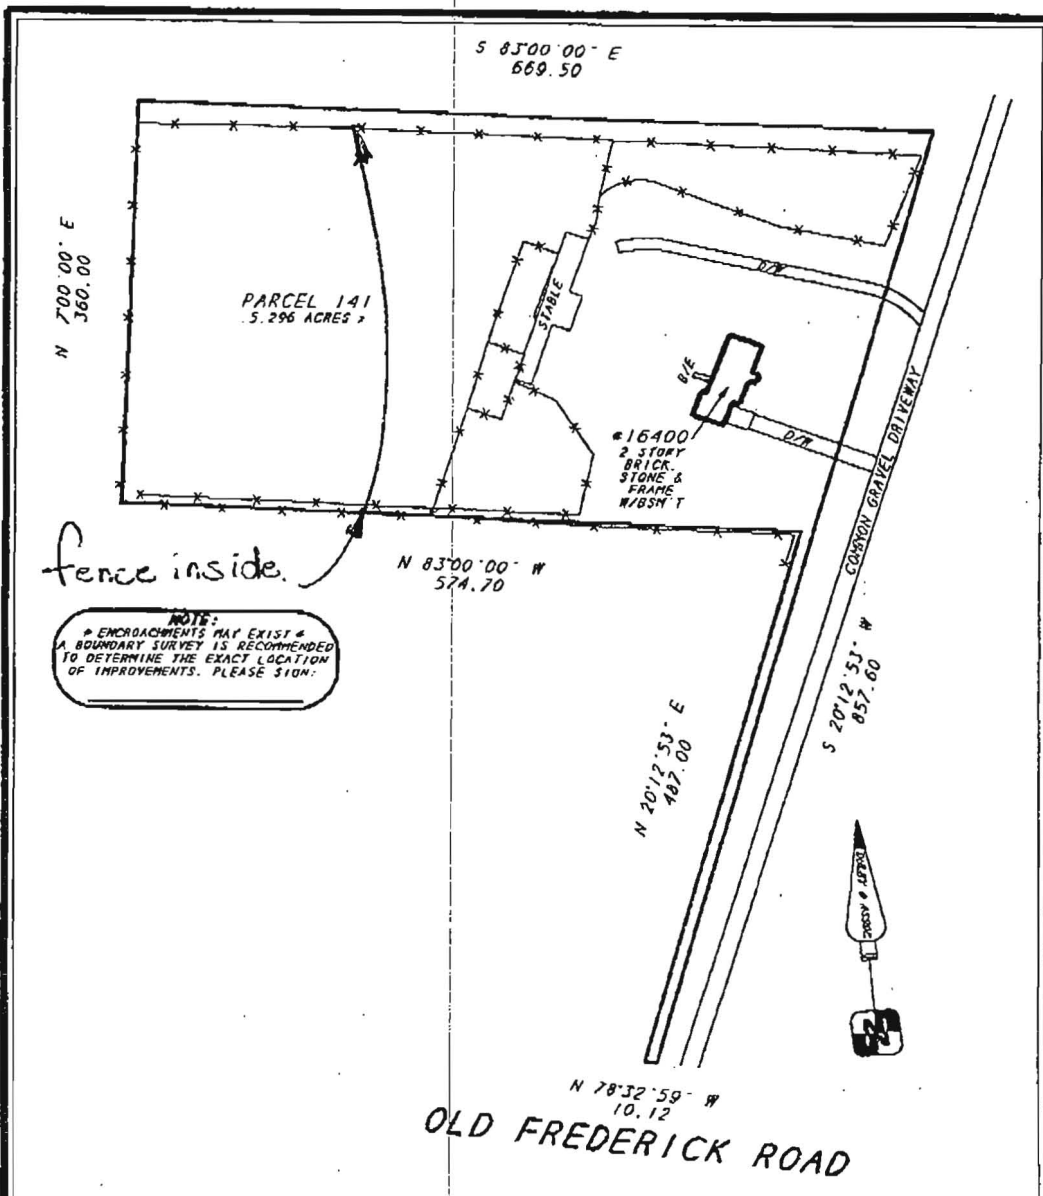 S 83°00'00" E
669.50
N 7°00'00" E
360.00
PARCEL 141
5.296 ACRES ±
STABLE
D/W
B/E
#16400
2 STORY
BRICK,
STONE &
FRAME
W/BSM'T
D/W
COMMON GRAVEL DRIVEWAY
fence inside.
N 83°00'00" W
574.70
NOTE:
* ENCROACHMENTS MAY EXIST *
A BOUNDARY SURVEY IS RECOMMENDED
TO DETERMINE THE EXACT LOCATION
OF IMPROVEMENTS. PLEASE SIGN:
S 20°12'53" W
857.60
N 20°12'53" E
487.00
& ASSOC
N 78°32'59" W
10.12
OLD FREDERICK ROAD